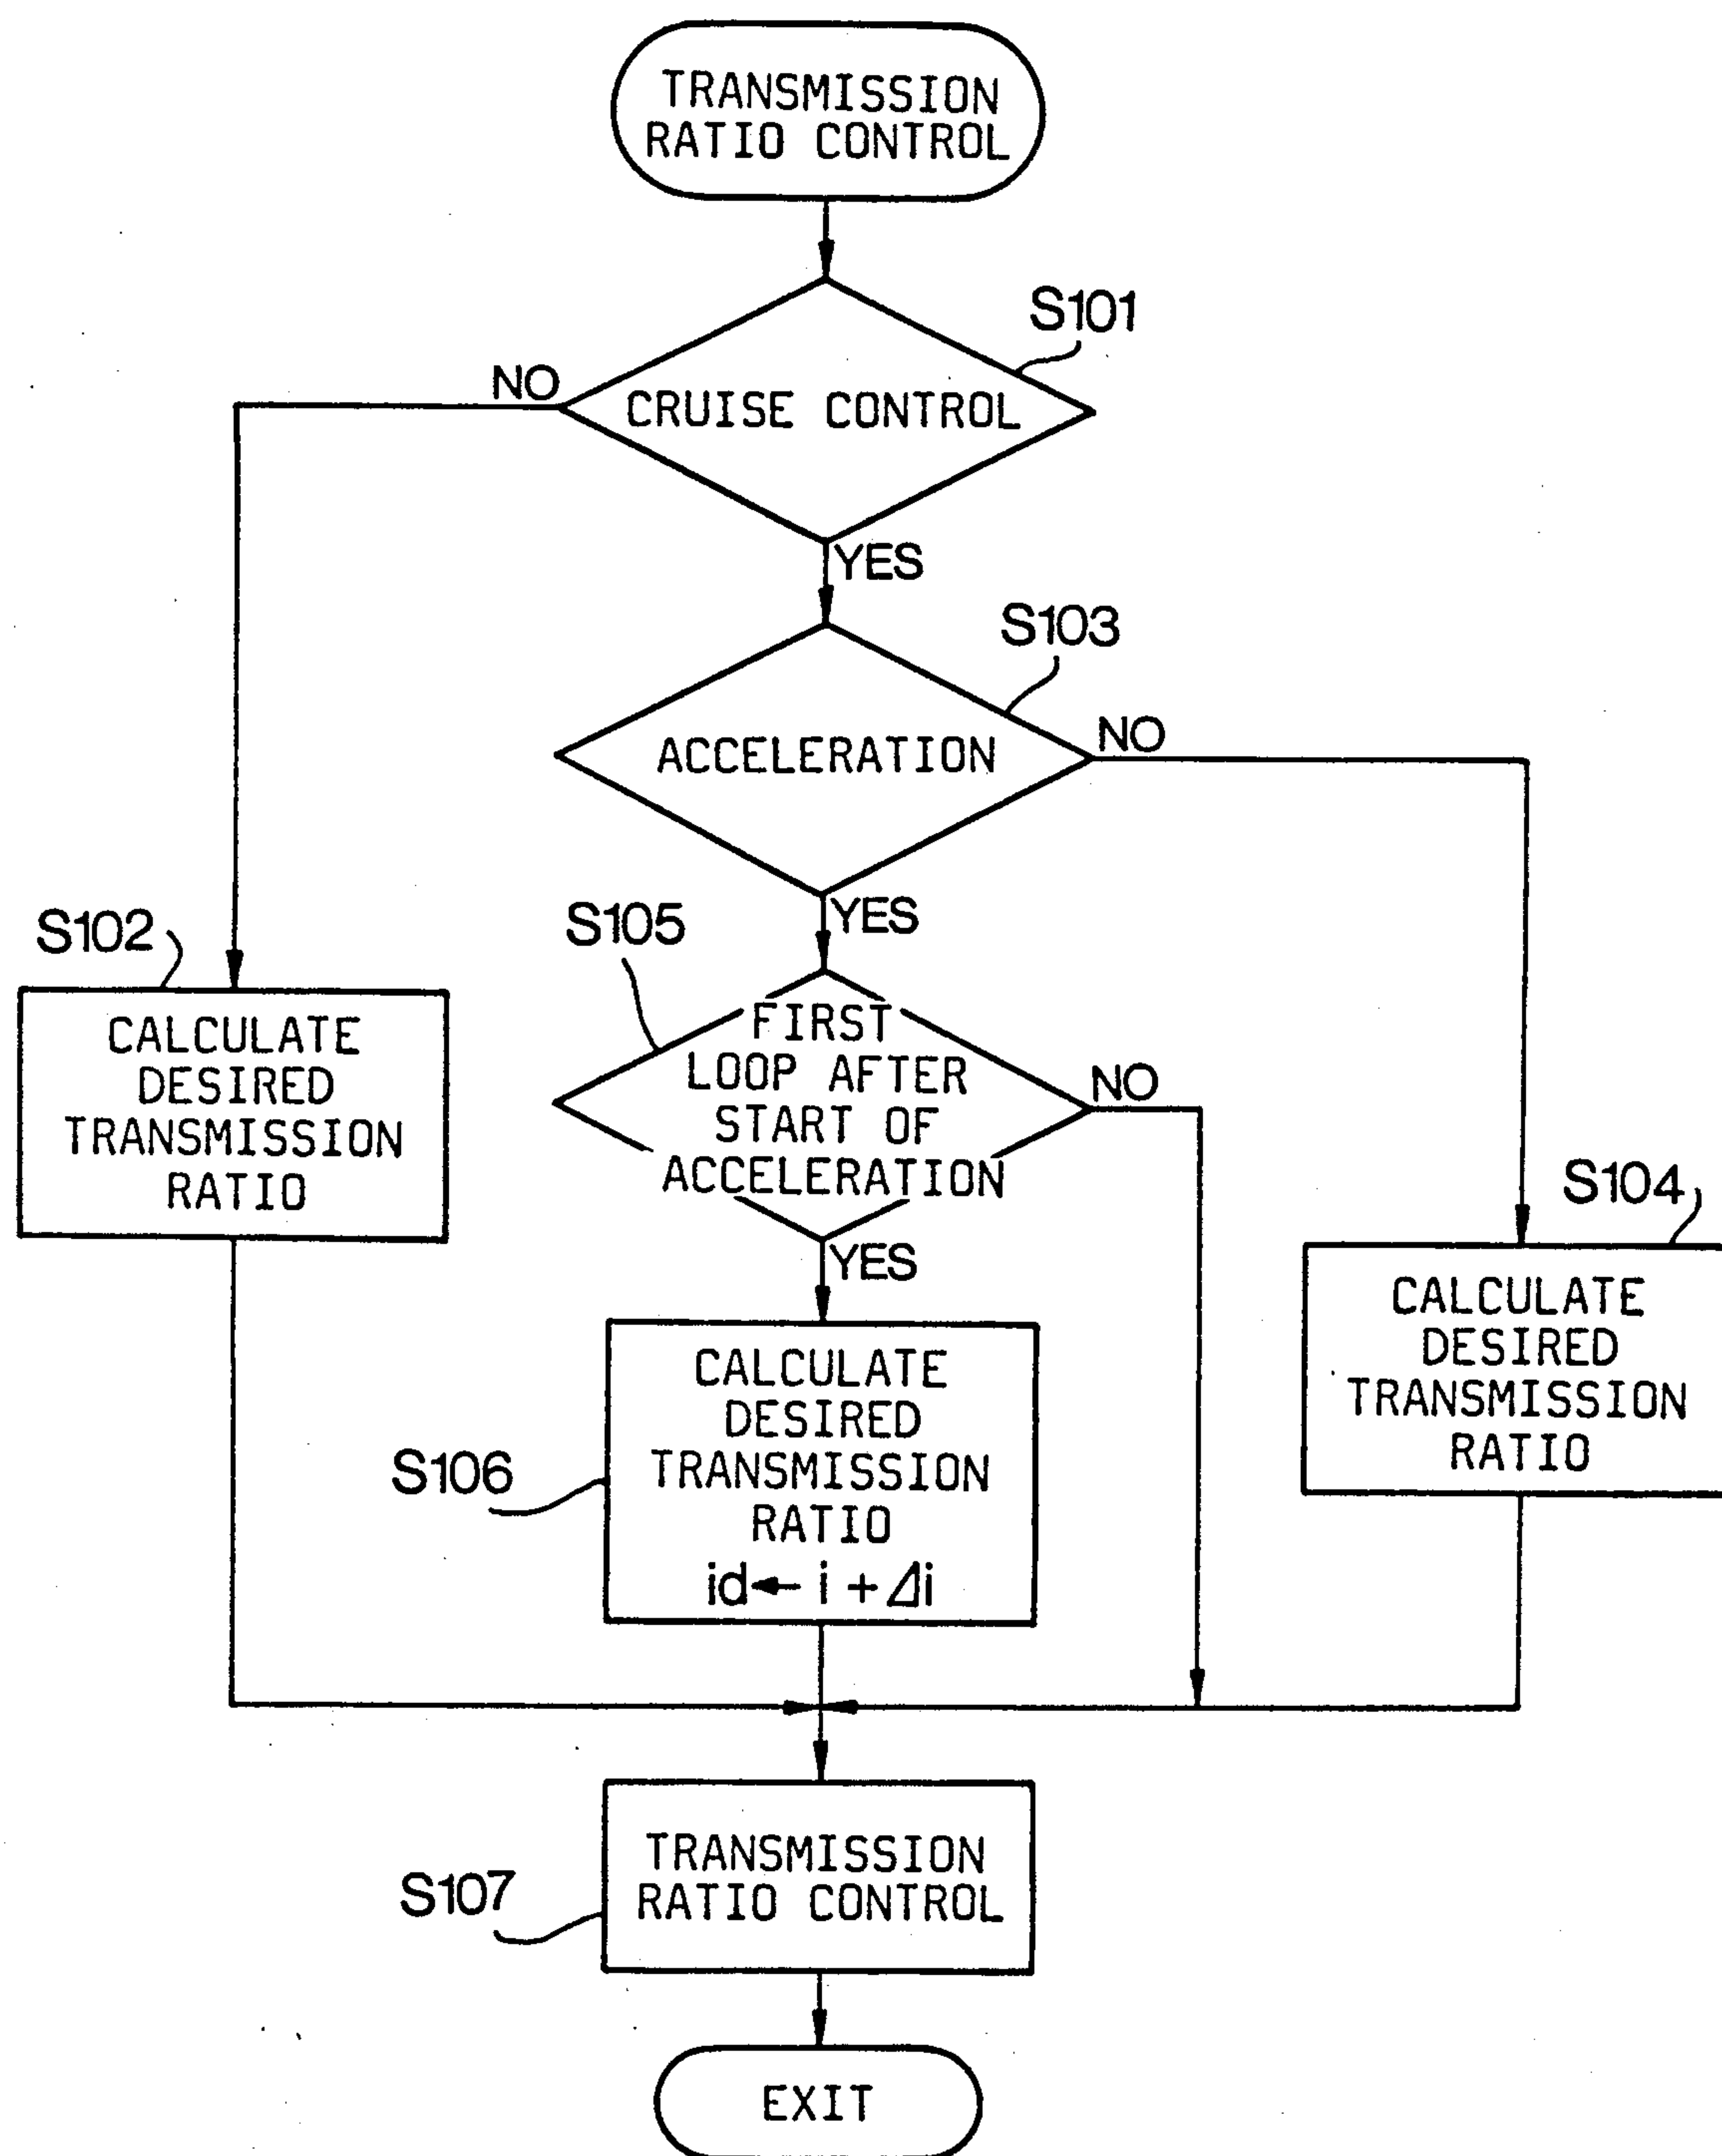 TRANSMISSION
RATIO CONTROL
S101
NO
CRUISE CONTROL
YES
S103
NO
ACCELERATION
YES
S102
CALCULATE
DESIRED
TRANSMISSION
RATIO
S105
FIRST
LOOP AFTER
START OF
ACCELERATION
NO
YES
S104
CALCULATE
DESIRED
TRANSMISSION
RATIO
S106
CALCULATE
DESIRED
TRANSMISSION
RATIO
id ← i + Δi
S107
TRANSMISSION
RATIO CONTROL
EXIT